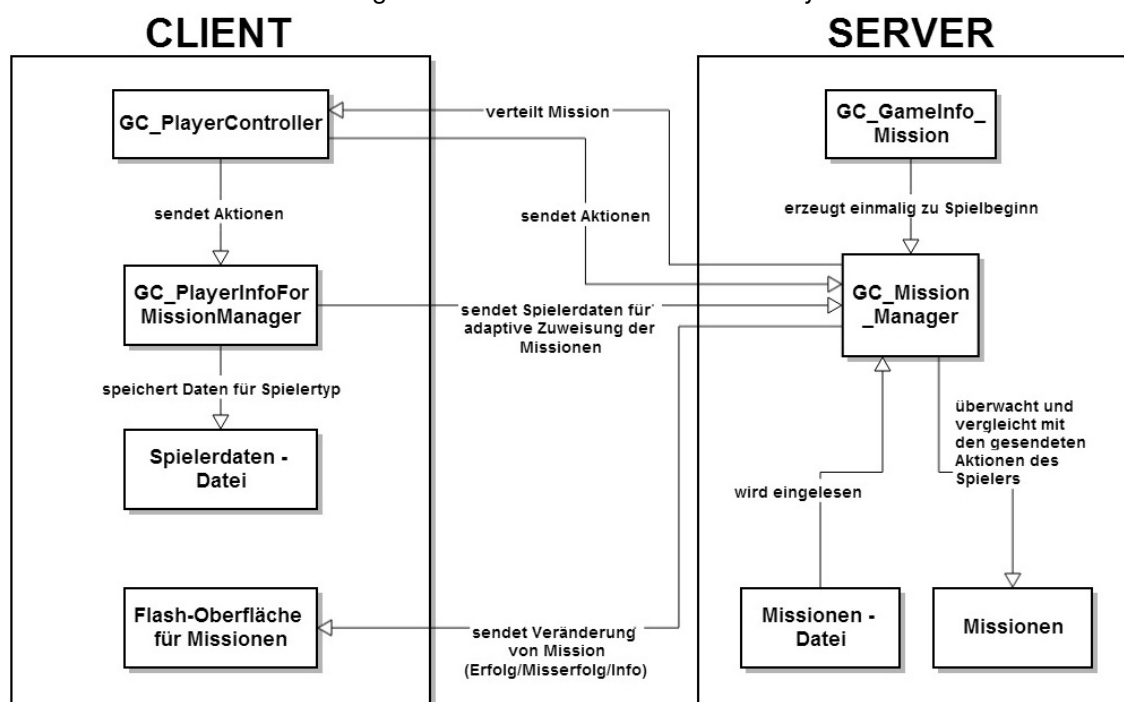 CLIENT
SERVER
GC_PlayerController
verteilt Mission
GC_GameInfo_
Mission
sendet Aktionen
sendet Aktionen
erzeugt einmalig zu Spielbeginn
GC_PlayerInfoFor
MissionManager
sendet Spielerdaten für
adaptive Zuweisung der
Missionen
GC_Mission
_Manager
speichert Daten für Spielertyp
überwacht und
vergleicht mit
den gesendeten
Aktionen des
Spielers
Spielerdaten -
Datei
wird eingelesen
Flash-Oberfläche
für Missionen
sendet Veränderung
von Mission
(Erfolg/Misserfolg/Info)
Missionen -
Datei
Missionen